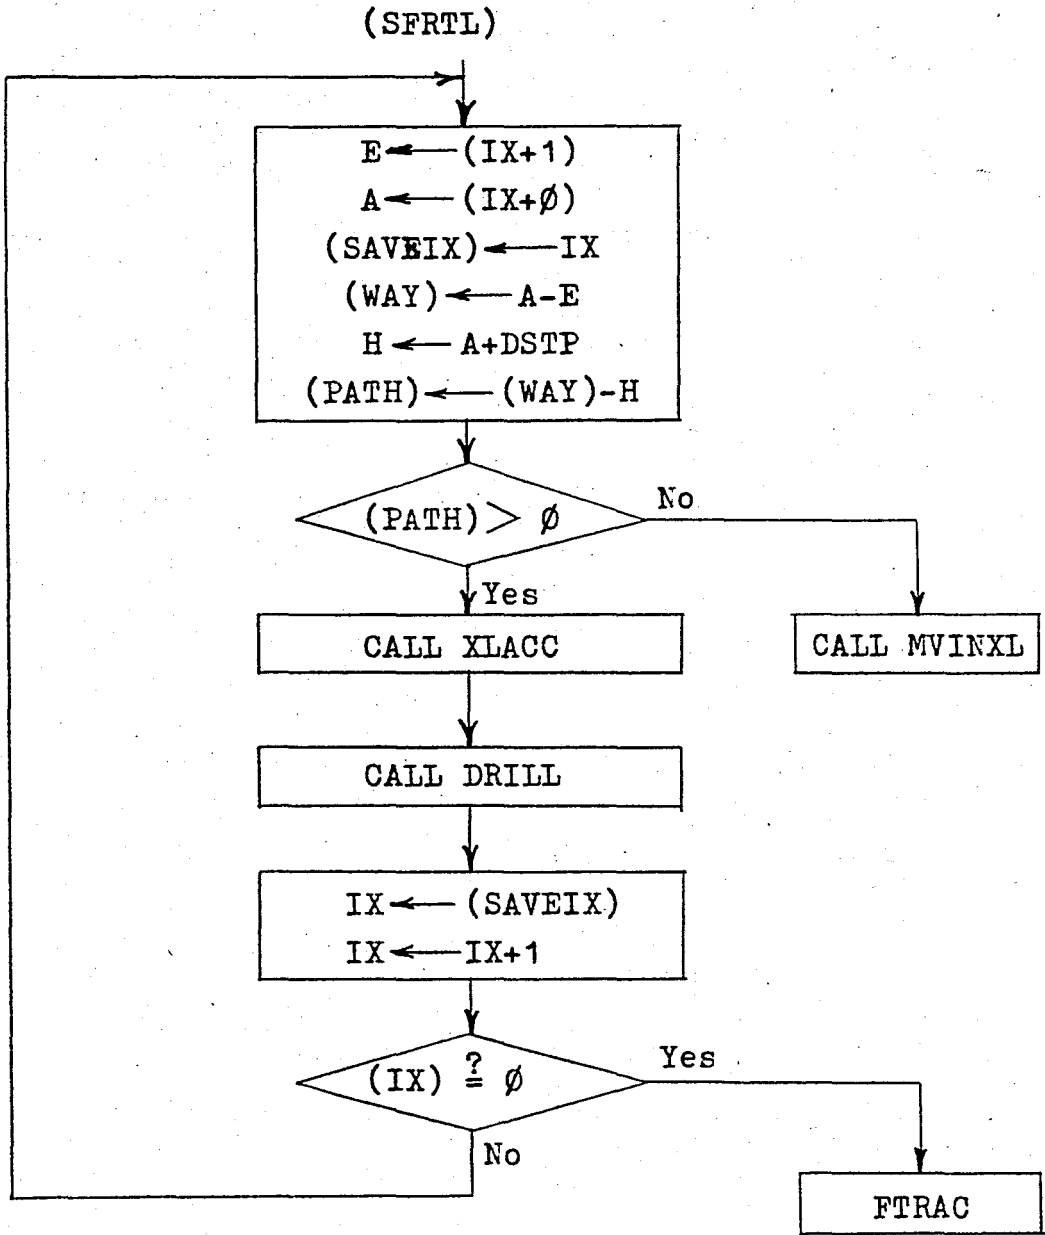 (SFRTL)
E ← (IX+1)
A ← (IX+Ø)
(SAVEIX) ← IX
(WAY) ← A-E
H ← A+DSTP
(PATH) ← (WAY)-H
(PATH) > Ø
No
Yes
CALL XLACC
CALL MVINXL
CALL DRILL
IX ← (SAVEIX)
IX ← IX+1
(IX) ≟ Ø
Yes
No
FTRAC